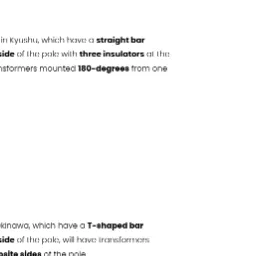 in Kyushu, which have a straight bar
side of the pole with three insulators at the
nsformers mounted 180-degrees from one
kinawa, which have a T-shaped bar
side of the pole, will have transformers
osite sides of the pole